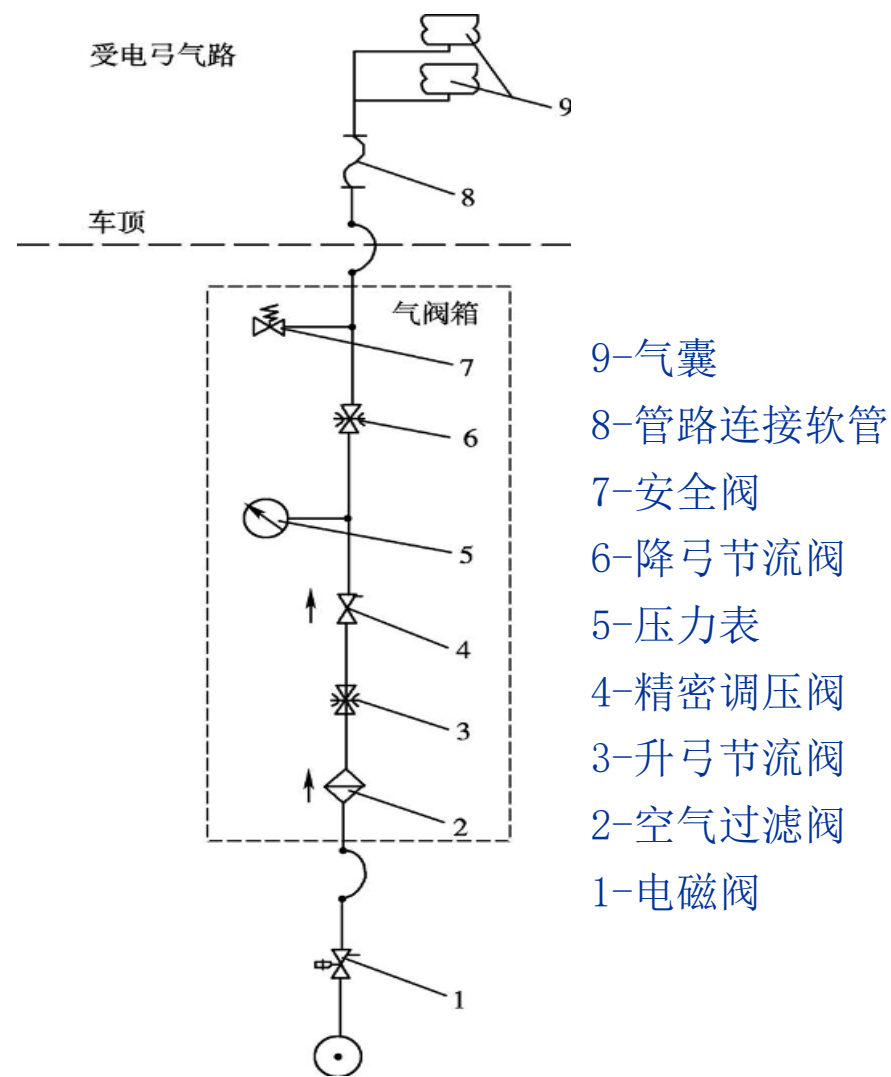 受电弓气路
9
8
车顶
气阀箱
7
6
5
4
3
2
1
9-气囊
8-管路连接软管
7-安全阀
6-降弓节流阀
5-压力表
4-精密调压阀
3-升弓节流阀
2-空气过滤阀
1-电磁阀